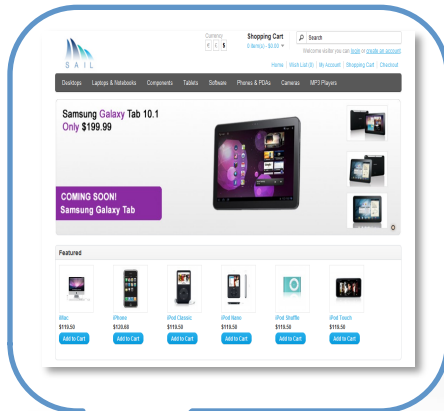 Currency
€ £ $
Shopping Cart
0 item(s) - $0.00
Search
Welcome visitor you can login or create an account
Home Wish List (0) My Account Shopping Cart Checkout
SAIL
Desktops Laptops & Notebooks Components Tablets Software Phones & PDAs Cameras MP3 Players
Samsung Galaxy Tab 10.1
Only $199.99
COMING SOON!
Samsung Galaxy Tab
Featured
iMac iPhone iPod Classic iPod Nano iPod Shuffle iPod Touch
$119.50 $120.68 $119.50 $119.50 $119.50 $119.50
Add to Cart Add to Cart Add to Cart Add to Cart Add to Cart Add to Cart